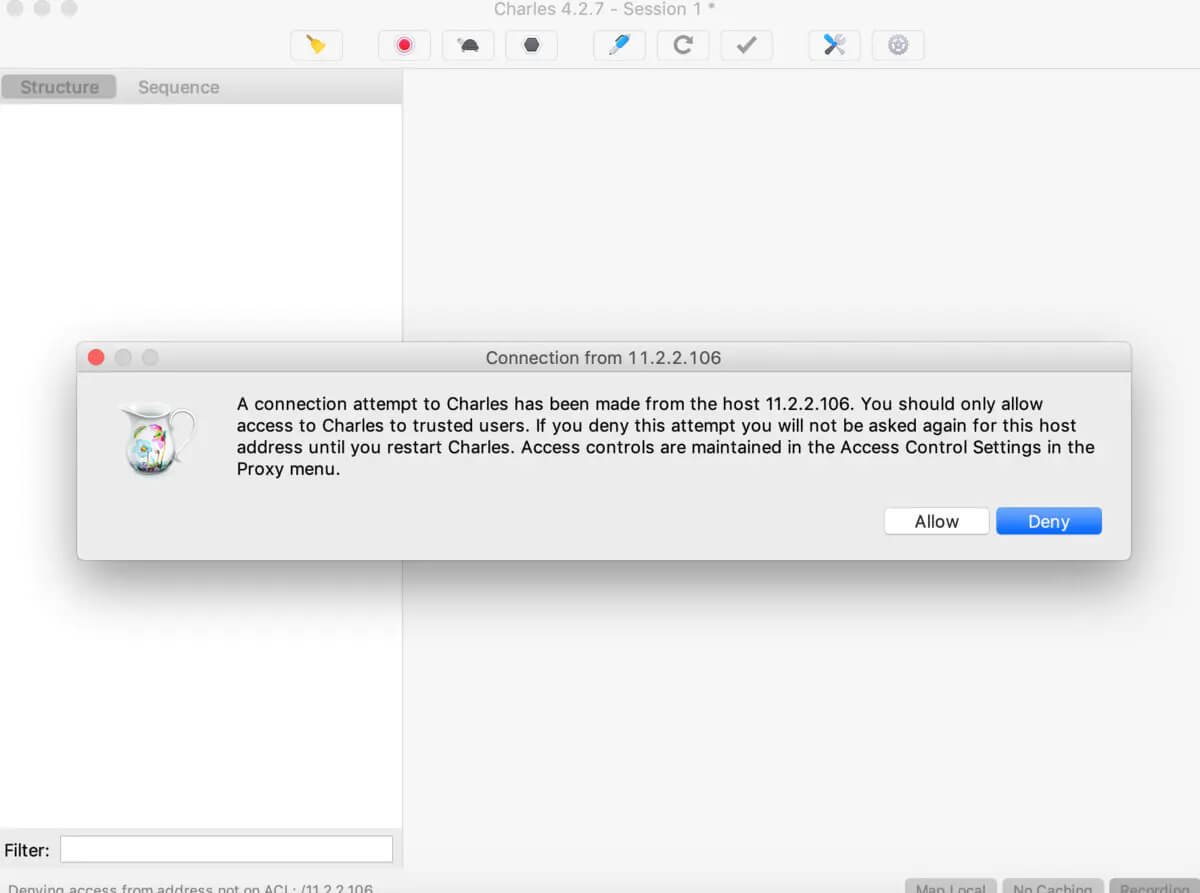 Charles 4.2.7 - Session 1 *
Structure
Sequence
Connection from 11.2.2.106
A connection attempt to Charles has been made from the host 11.2.2.106. You should only allow
access to Charles to trusted users. If you deny this attempt you will not be asked again for this host
address until you restart Charles. Access controls are maintained in the Access Control Settings in the
Proxy menu.
Allow
Deny
Filter:
Denying access from address not on ACL: /11.2.2.106
Map Local
No Caching
Recording